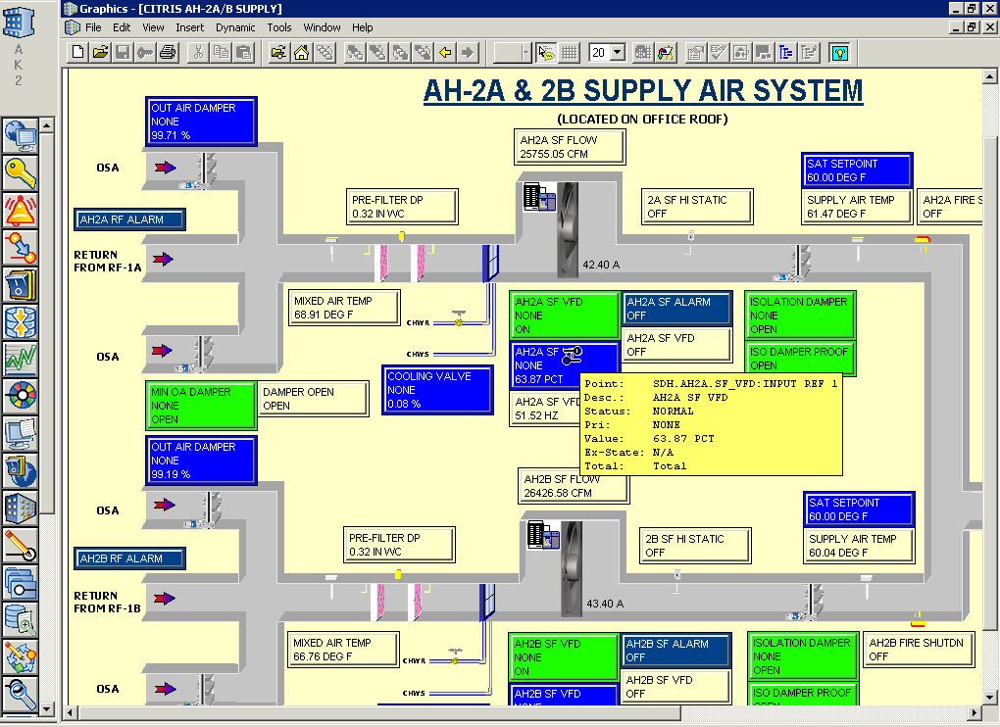 Graphics - [CITRIS AH-2A/B SUPPLY]
File Edit View Insert Dynamic Tools Window Help
20
A
K
2
AH-2A & 2B SUPPLY AIR SYSTEM
(LOCATED ON OFFICE ROOF)
OUT AIR DAMPER
NONE
99.71 %
AH2A SF FLOW
25755.05 CFM
OSA
SAT SETPOINT
60.00 DEG F
AH2A RF ALARM
PRE-FILTER DP
0.32 IN WC
2A SF HI STATIC
OFF
SUPPLY AIR TEMP
61.47 DEG F
AH2A FIRE S
OFF
RETURN
FROM RF-1A
42.40 A
MIXED AIR TEMP
68.91 DEG F
CHWR
AH2A SF VFD
NONE
ON
AH2A SF ALARM
OFF
ISOLATION DAMPER
NONE
OPEN
AH2A SF VFD
OFF
OSA
CHWS
AH2A SF
NONE
63.87 PCT
ISO DAMPER PROOF
OPEN
COOLING VALVE
NONE
0.08 %
MIN OA DAMPER
NONE
OPEN
DAMPER OPEN
OPEN
AH2A SF VFD
51.52 HZ
Point: SDH.AH2A.SF_VFD:INPUT REF 1
Desc.: AH2A SF VFD
Status: NORMAL
Pri: NONE
Value: 63.87 PCT
Ex-State: N/A
Total: Total
OUT AIR DAMPER
NONE
99.19 %
AH2B SF FLOW
26426.58 CFM
OSA
SAT SETPOINT
60.00 DEG F
AH2B RF ALARM
PRE-FILTER DP
0.32 IN WC
2B SF HI STATIC
OFF
SUPPLY AIR TEMP
60.04 DEG F
RETURN
FROM RF-1B
43.40 A
MIXED AIR TEMP
66.76 DEG F
CHWR
AH2B SF VFD
NONE
ON
AH2B SF ALARM
OFF
ISOLATION DAMPER
NONE
OPEN
AH2B FIRE SHUTDN
OFF
AH2B SF VFD
OFF
OSA
CHWS
AH2B SF VFD
NONE
ISO DAMPER PROOF
OPEN